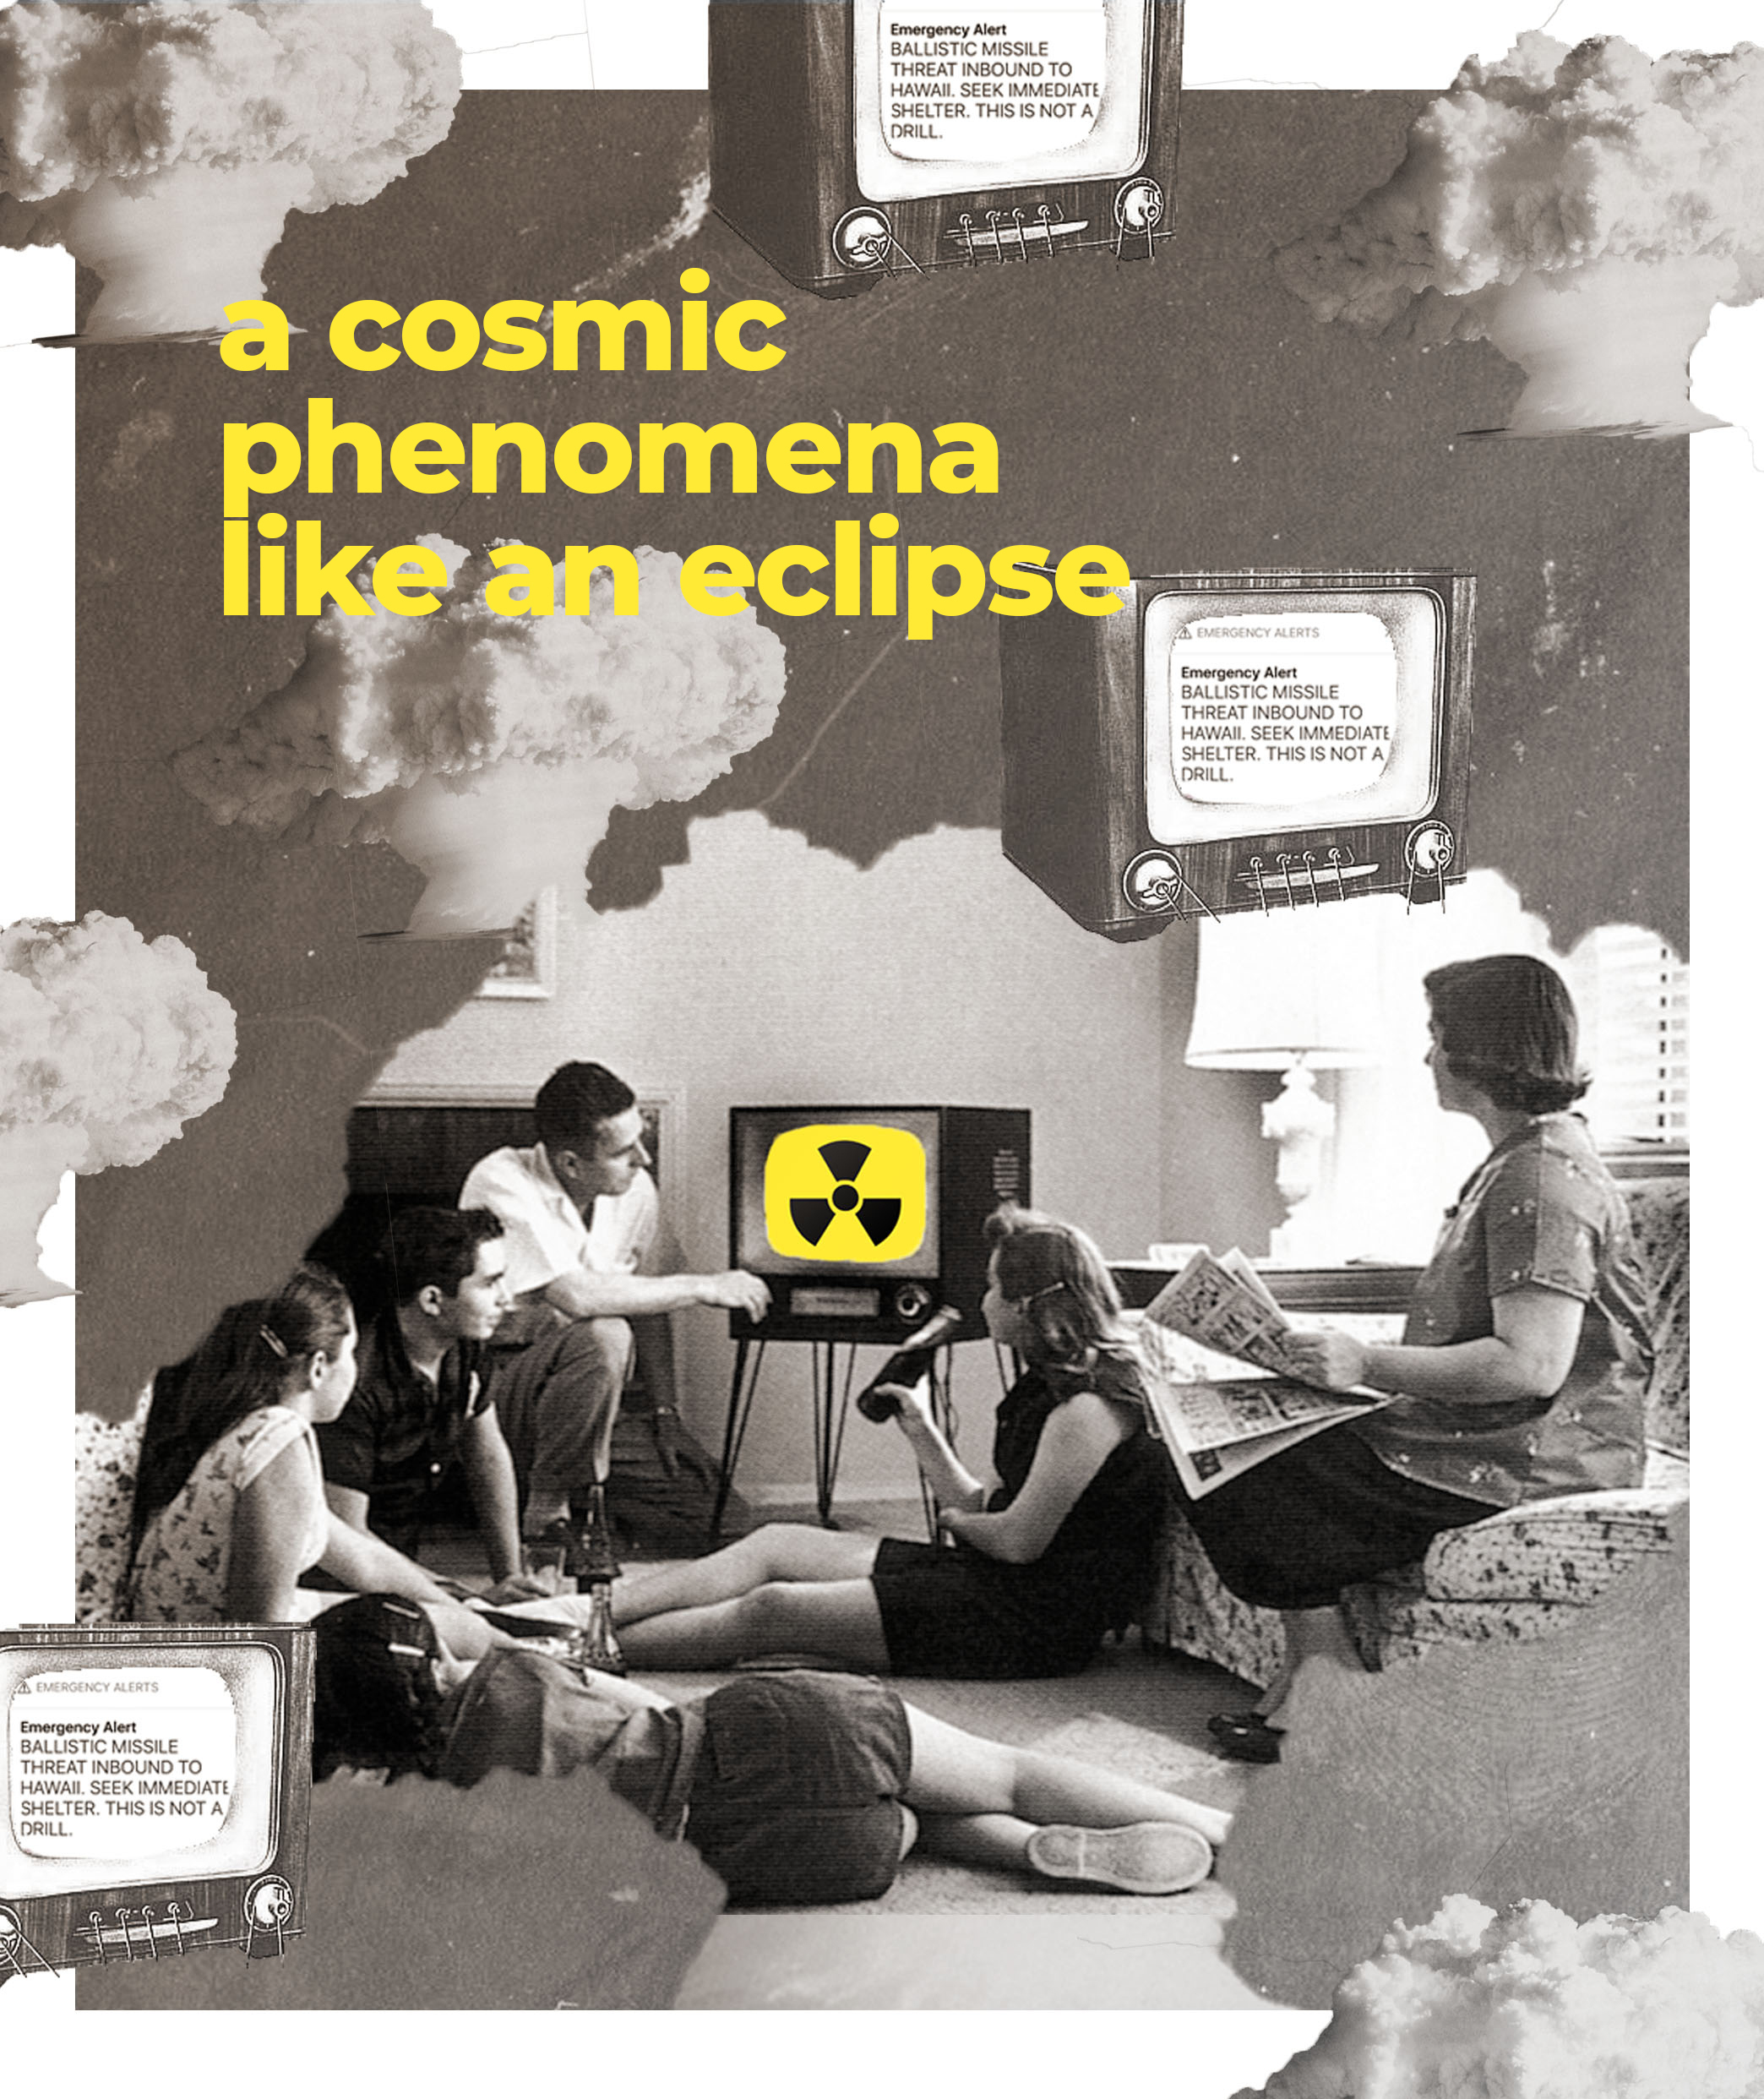 Emergency Alert
BALLISTIC MISSILE
THREAT INBOUND TO
HAWAII. SEEK IMMEDIATE
SHELTER. THIS IS NOT A
DRILL.
a cosmic
phenomena
like an eclipse
EMERGENCY ALERTS
Emergency Alert
BALLISTIC MISSILE
THREAT INBOUND TO
HAWAII. SEEK IMMEDIATE
SHELTER. THIS IS NOT A
DRILL.
EMERGENCY ALERTS
Emergency Alert
BALLISTIC MISSILE
THREAT INBOUND TO
HAWAII. SEEK IMMEDIATE
SHELTER. THIS IS NOT A
DRILL.